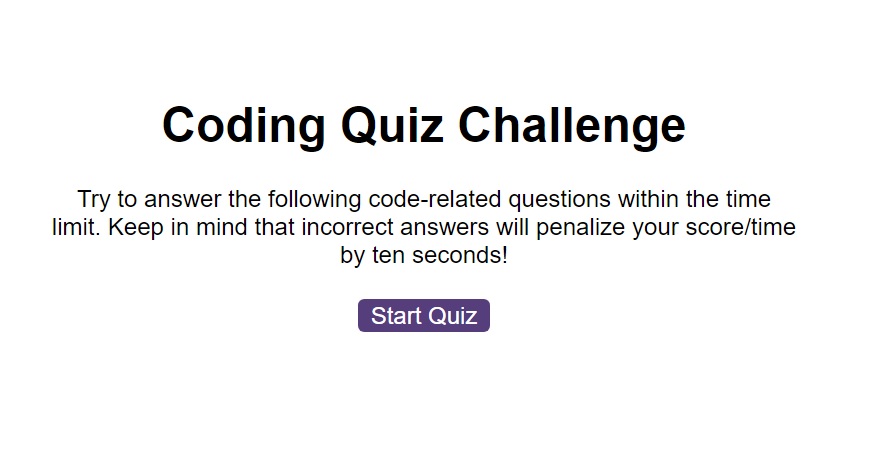 Coding Quiz Challenge
Try to answer the following code-related questions within the time
limit. Keep in mind that incorrect answers will penalize your score/time
by ten seconds!
Start Quiz